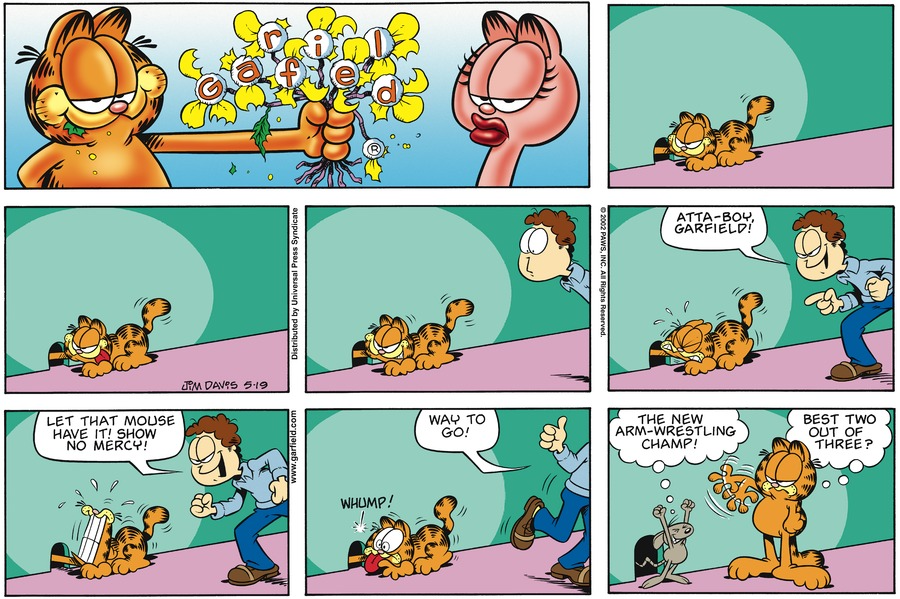 Garfield
®
JIM DAVIS 5·19
Distributed by Universal Press Syndicate
© 2002 PAWS, INC. All Rights Reserved.
ATTA-BOY,
GARFIELD!
LET THAT MOUSE
HAVE IT! SHOW
NO MERCY!
www.garfield.com
WHUMP!
WAY TO
GO!
THE NEW
ARM-WRESTLING
CHAMP!
BEST TWO
OUT OF
THREE?